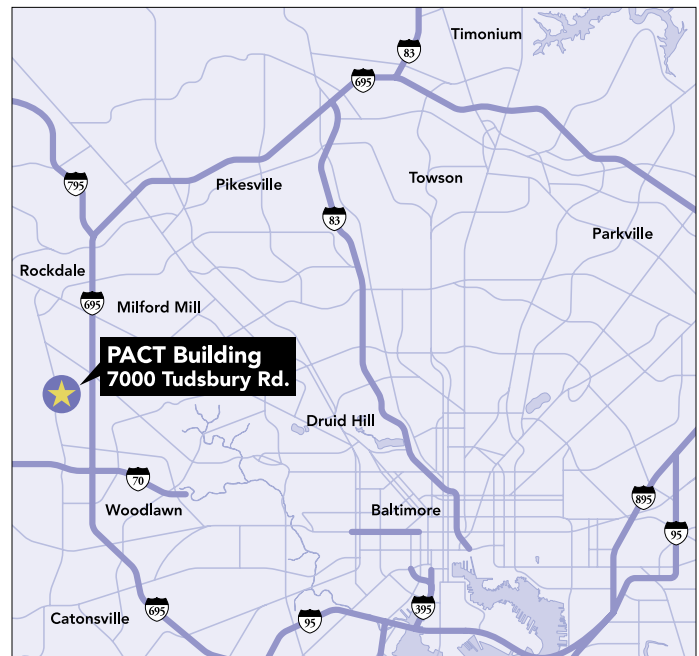 Timonium
83
695
795
Pikesville
Towson
83
Parkville
Rockdale
695
Milford Mill
PACT Building
7000 Tudsbury Rd.
Druid Hill
70
895
Woodlawn
Baltimore
95
Catonsville
695
95
395